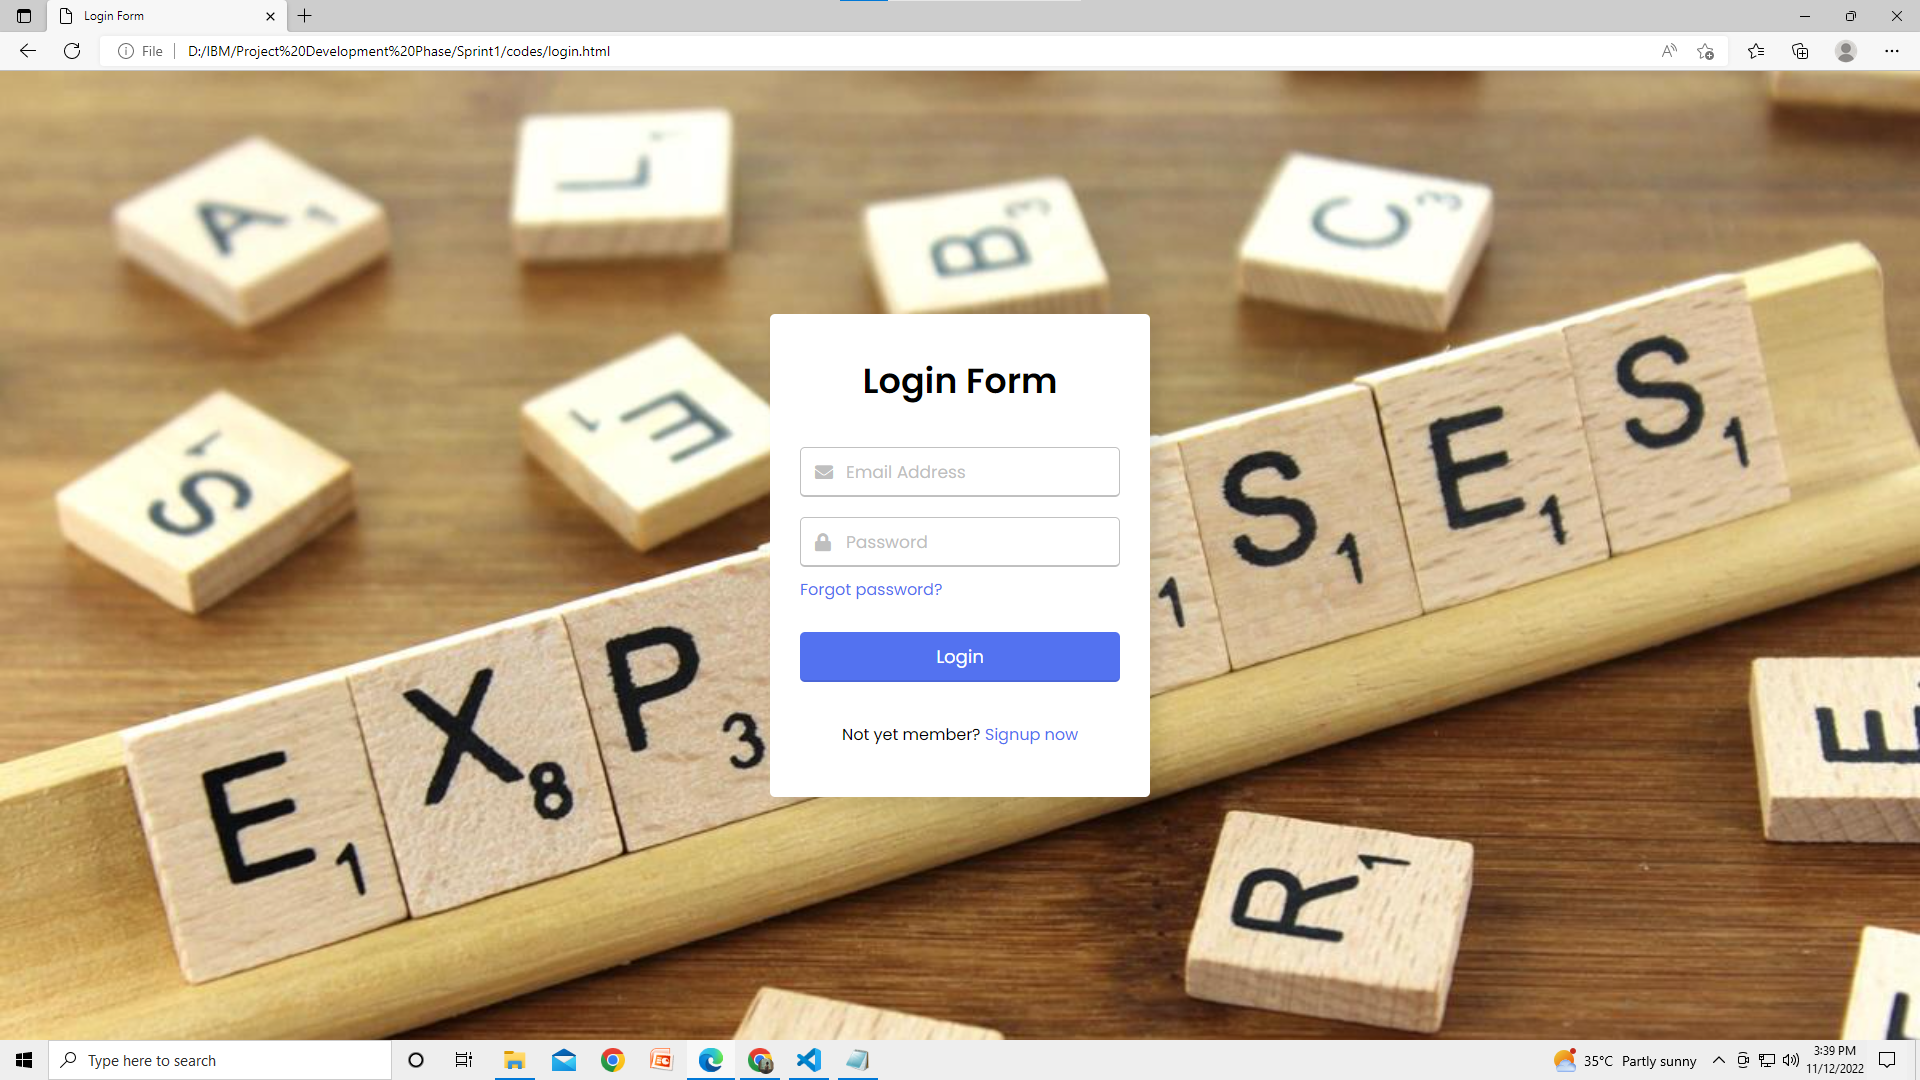 Login Form
File
D:/IBM/Project%20Development%20Phase/Sprint1/codes/login.html
A 1
L 1
B 3
C 3
S 1
E 1
E 1 X 8 P 3
1 S 1 E 1 S 1
Login Form
Email Address
Password
Forgot password?
Login
Not yet member? Signup now
E
R 1
Type here to search
35°C Partly sunny
3:39 PM
11/12/2022